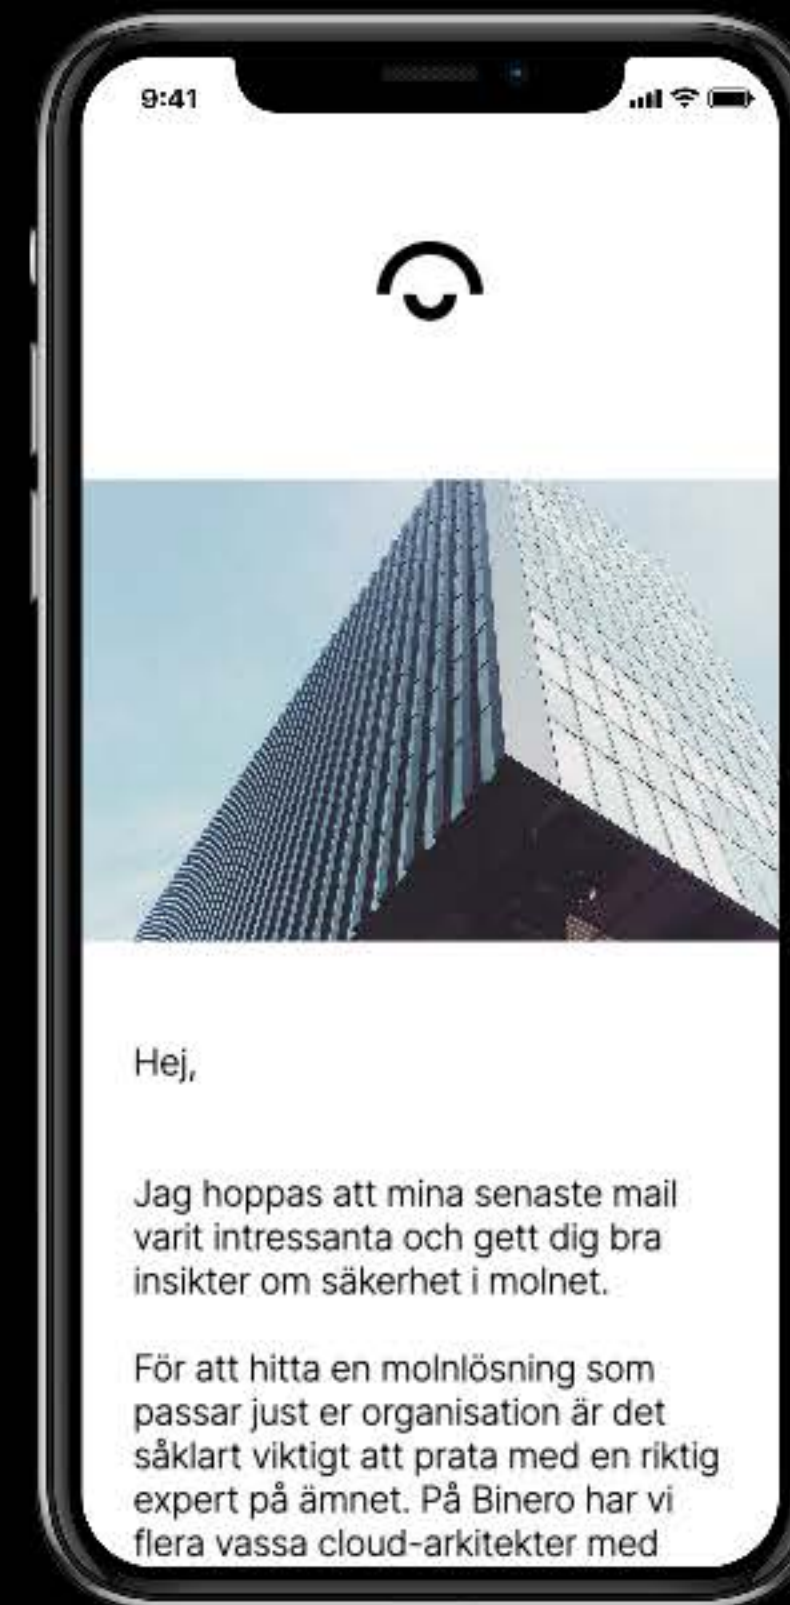 9:41
Hej,
Jag hoppas att mina senaste mail
varit intressanta och gett dig bra
insikter om säkerhet i molnet.
För att hitta en molnlösning som
passar just er organisation är det
såklart viktigt att prata med en riktig
expert på ämnet. På Binero har vi
flera vassa cloud-arkitekter med